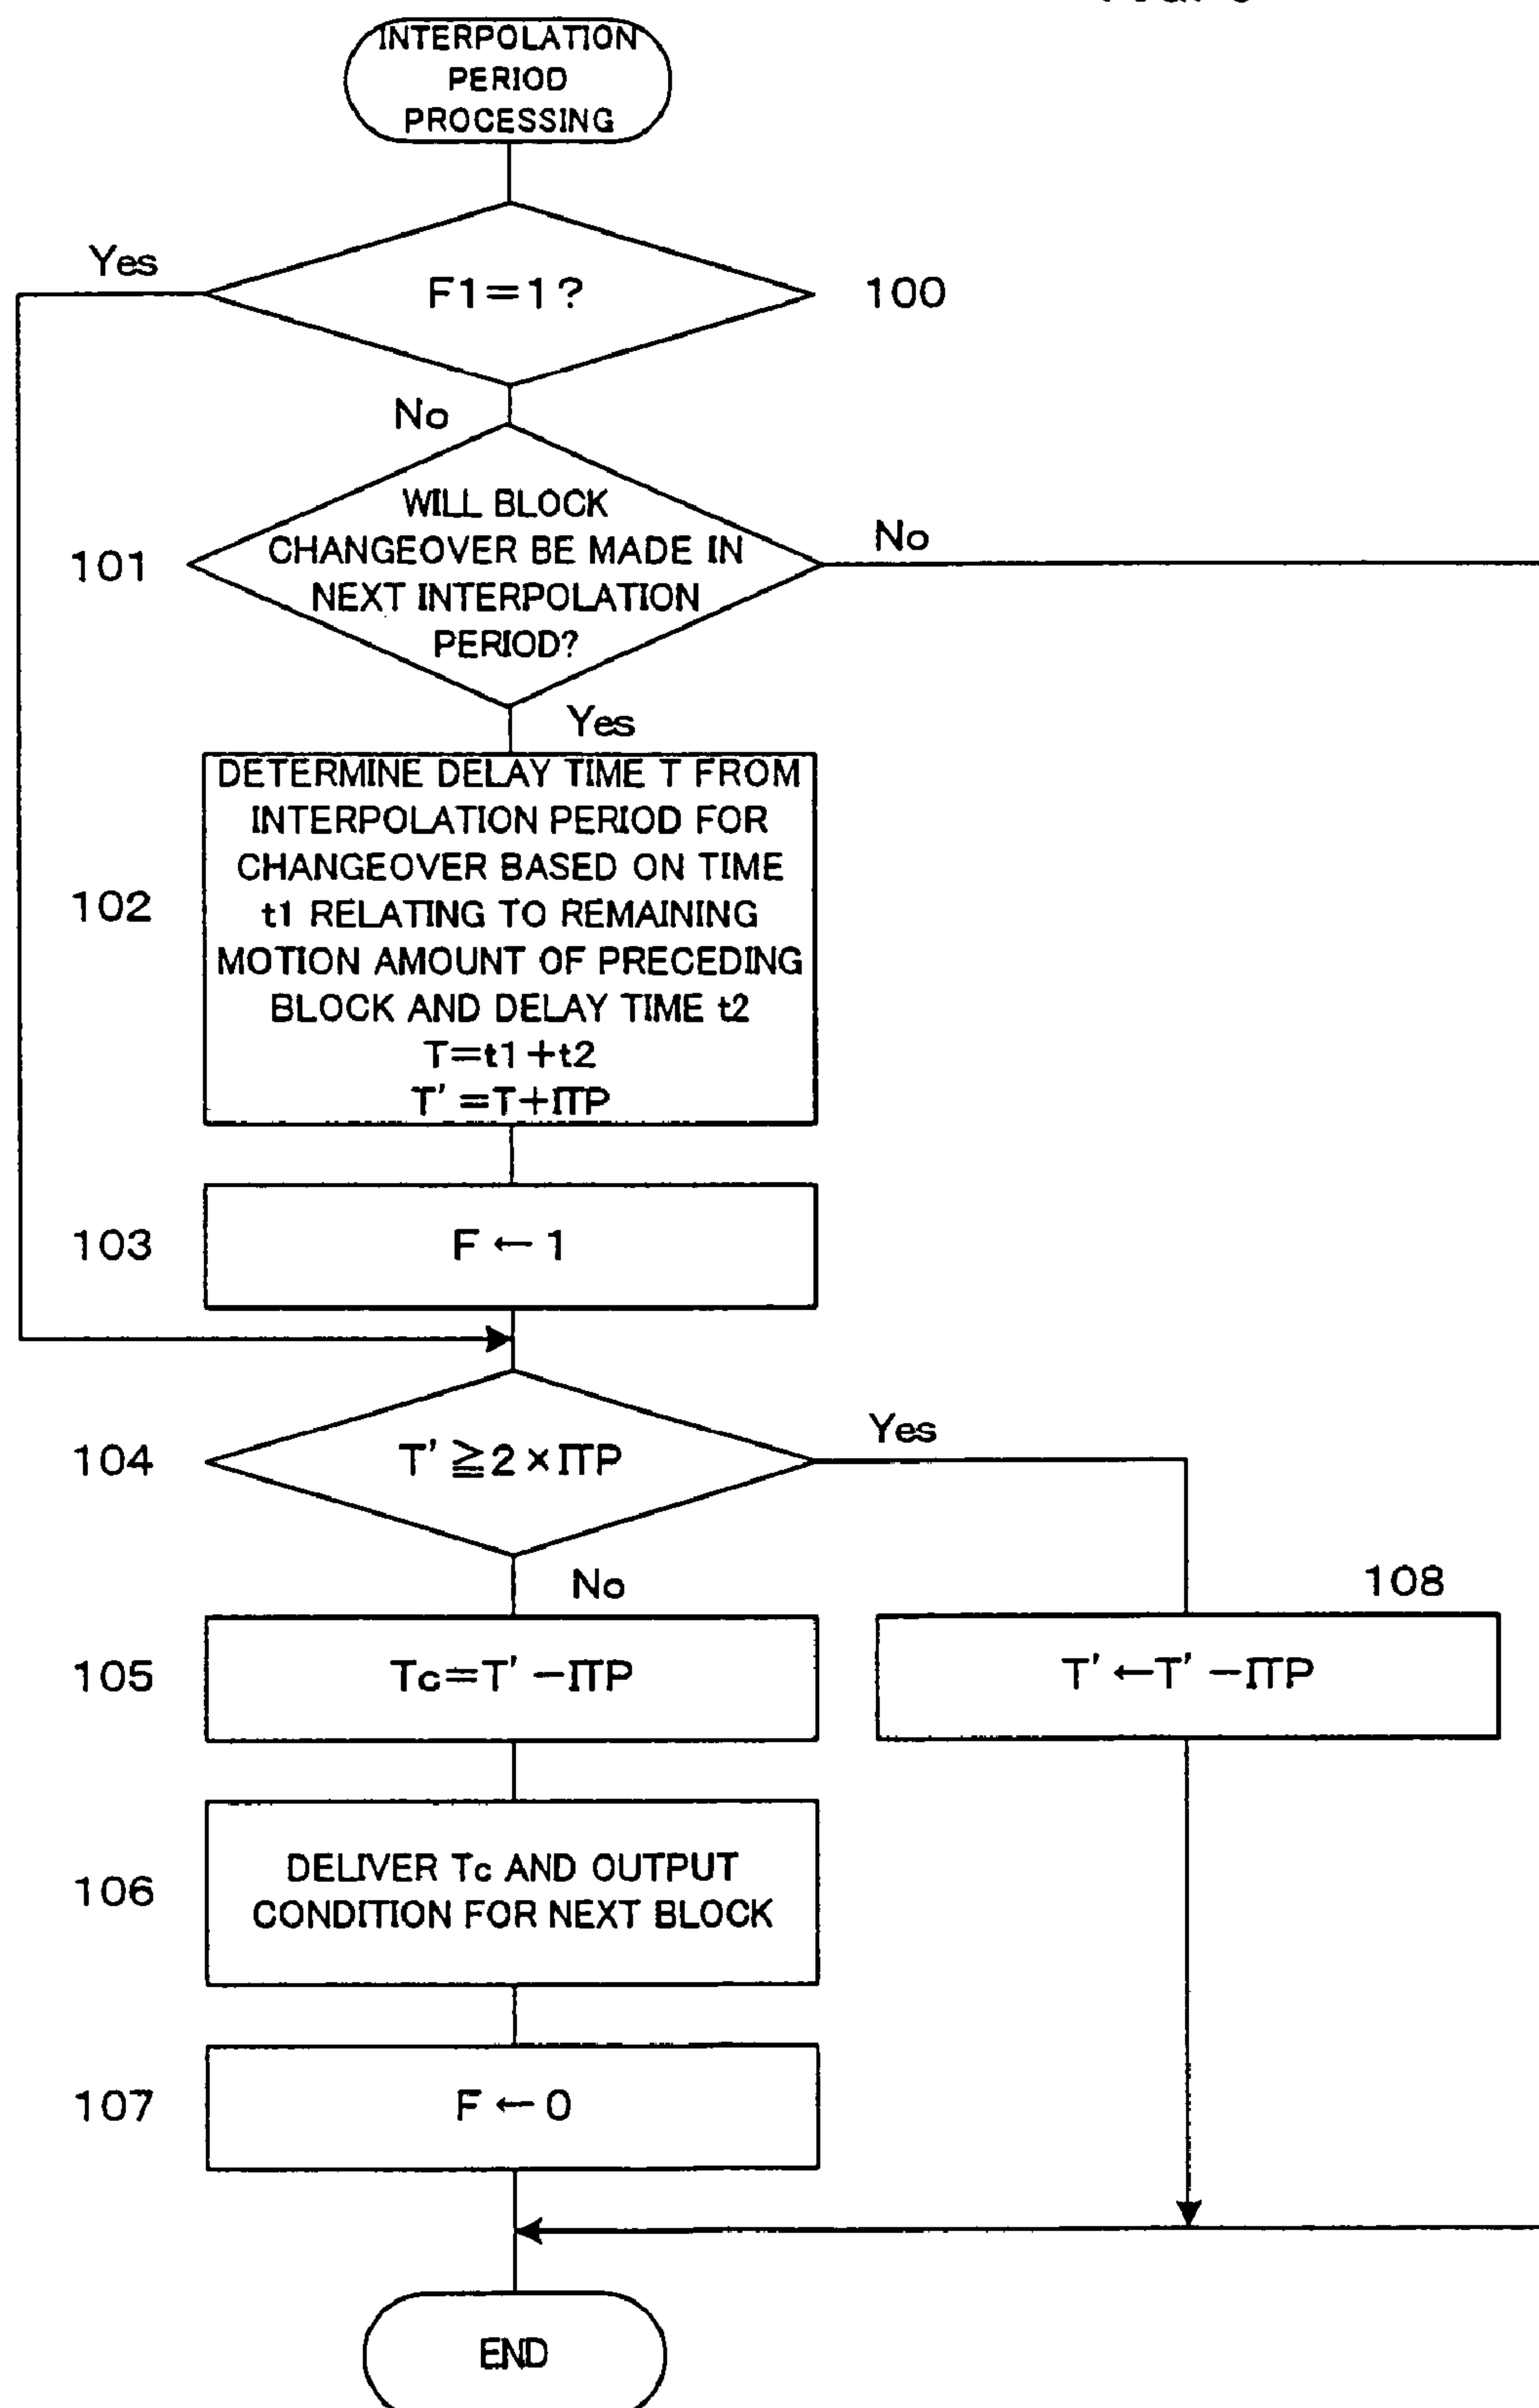 INTERPOLATION
PERIOD
PROCESSING
Yes
F1=1?
100
No
WILL BLOCK
CHANGEOVER BE MADE IN
NEXT INTERPOLATION
PERIOD?
101
No
Yes
DETERMINE DELAY TIME T FROM
INTERPOLATION PERIOD FOR
CHANGEOVER BASED ON TIME
t1 RELATING TO REMAINING
MOTION AMOUNT OF PRECEDING
BLOCK AND DELAY TIME t2
T=t1+t2
T'=T+ITP
102
103
F←1
104
T'≧2×ITP
Yes
No
108
105
Tc=T'-ITP
T'←T'-ITP
106
DELIVER Tc AND OUTPUT
CONDITION FOR NEXT BLOCK
107
F←0
END